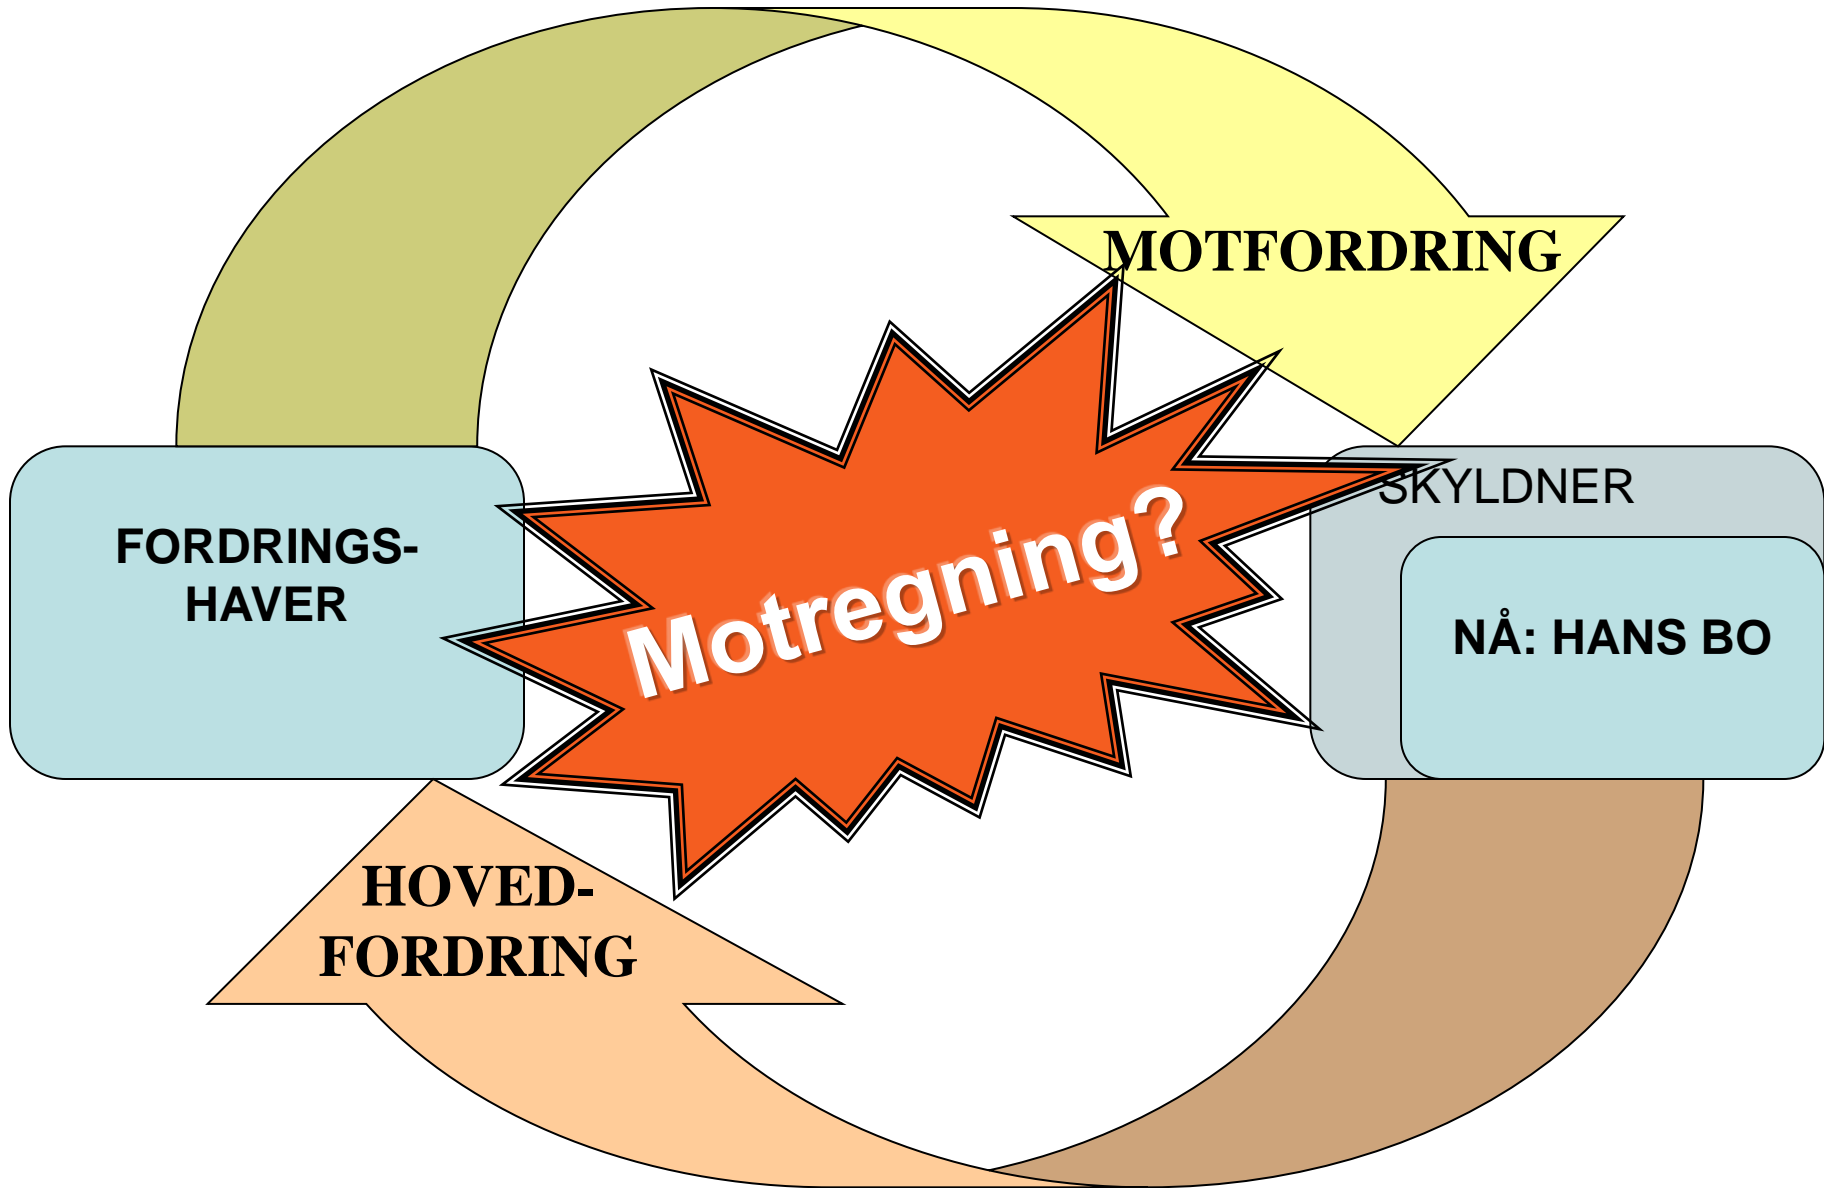 MOTFORDRING
SKYLDNER
FORDRINGS-
HAVER
Motregning?
NÅ: HANS BO
HOVED-
FORDRING